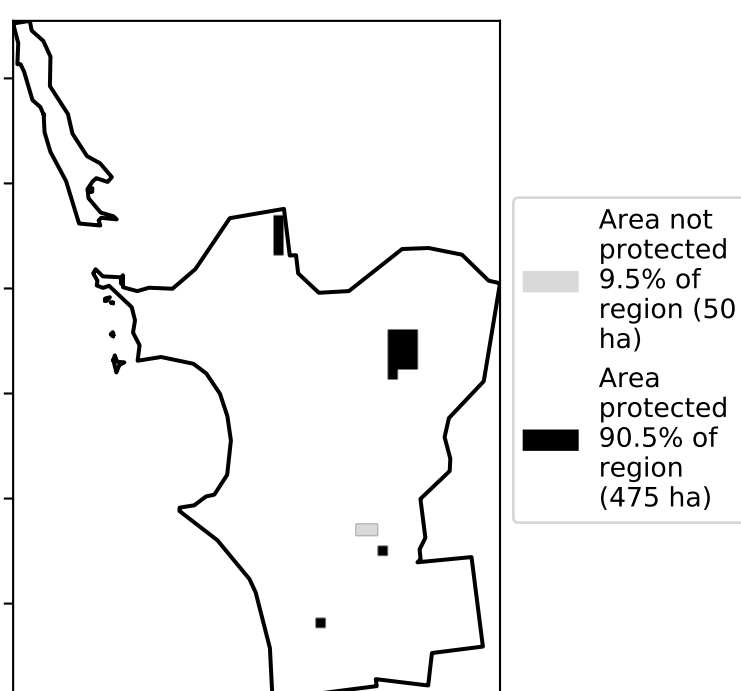 Area not
protected
9.5% of
region (50
ha)
Area
protected
90.5% of
region
(475 ha)